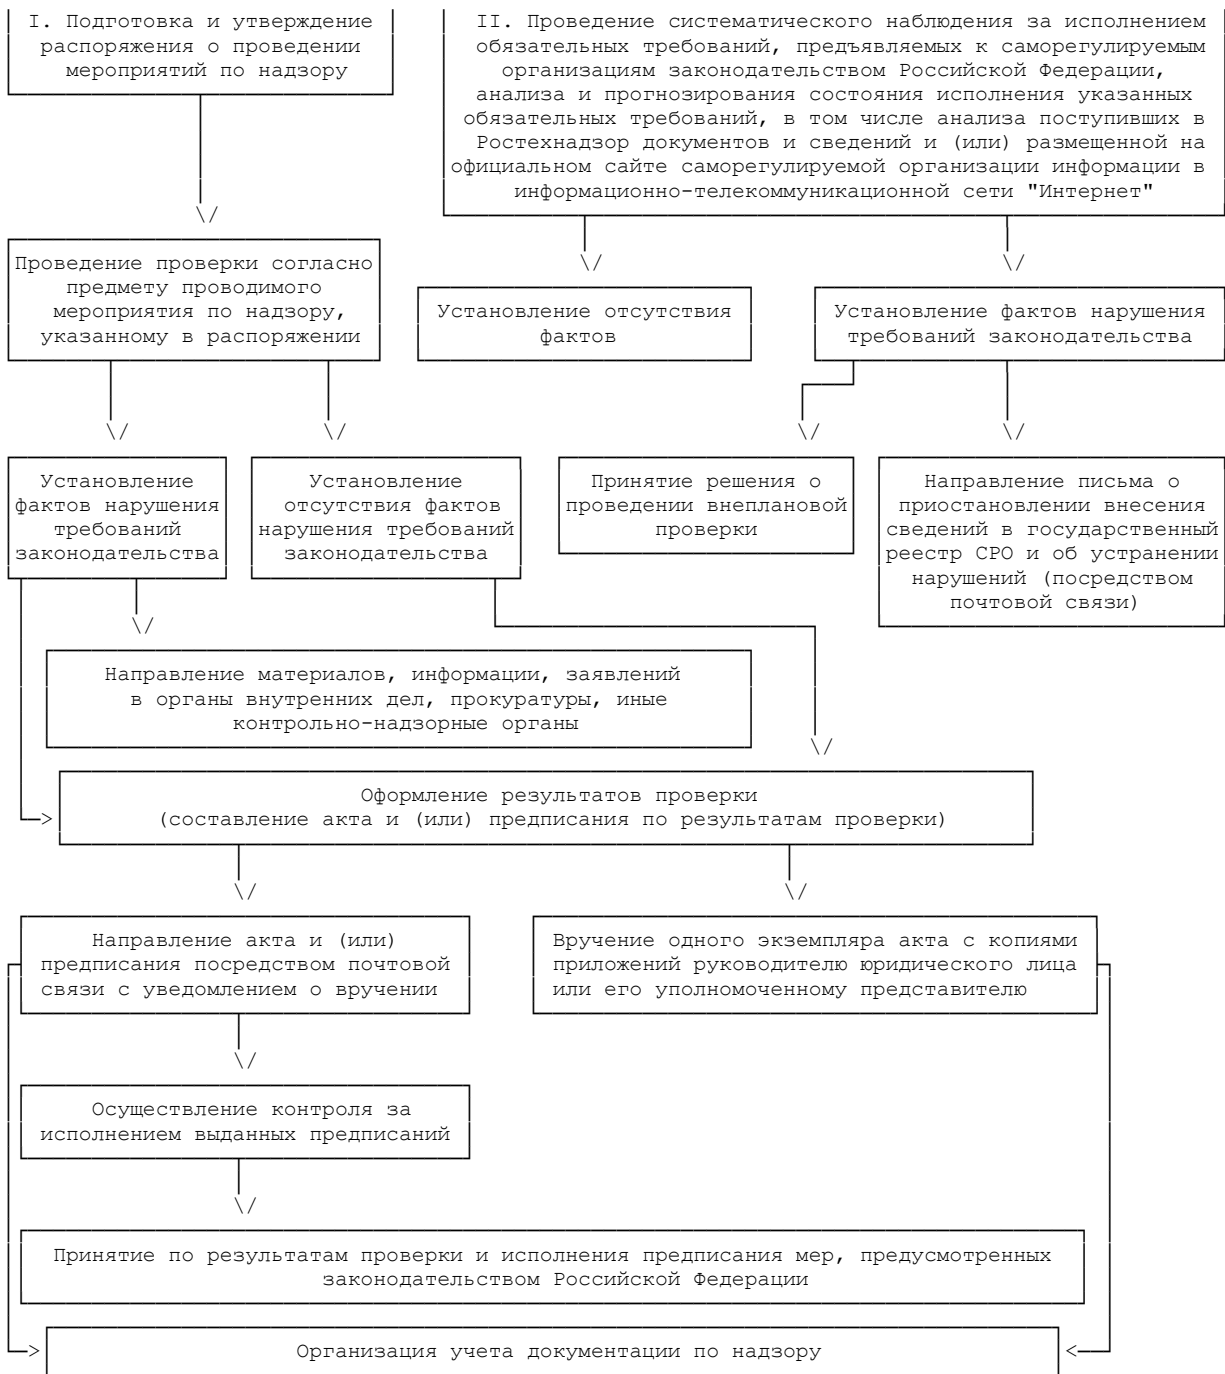 I. Подготовка и утверждение
распоряжения о проведении
мероприятий по надзору
II. Проведение систематического наблюдения за исполнением
обязательных требований, предъявляемых к саморегулируемым
организациям законодательством Российской Федерации,
анализа и прогнозирования состояния исполнения указанных
обязательных требований, в том числе анализа поступивших в
Ростехнадзор документов и сведений и (или) размещенной на
официальном сайте саморегулируемой организации информации в
информационно-телекоммуникационной сети "Интернет"
Проведение проверки согласно
предмету проводимого
мероприятия по надзору,
указанному в распоряжении
Установление отсутствия
фактов
Установление фактов нарушения
требований законодательства
Установление
фактов нарушения
требований
законодательства
Установление
отсутствия фактов
нарушения требований
законодательства
Принятие решения о
проведении внеплановой
проверки
Направление письма о
приостановлении внесения
сведений в государственный
реестр СРО и об устранении
нарушений (посредством
почтовой связи)
Направление материалов, информации, заявлений
в органы внутренних дел, прокуратуры, иные
контрольно-надзорные органы
Оформление результатов проверки
(составление акта и (или) предписания по результатам проверки)
Направление акта и (или)
предписания посредством почтовой
связи с уведомлением о вручении
Вручение одного экземпляра акта с копиями
приложений руководителю юридического лица
или его уполномоченному представителю
Осуществление контроля за
исполнением выданных предписаний
Принятие по результатам проверки и исполнения предписания мер, предусмотренных
законодательством Российской Федерации
Организация учета документации по надзору